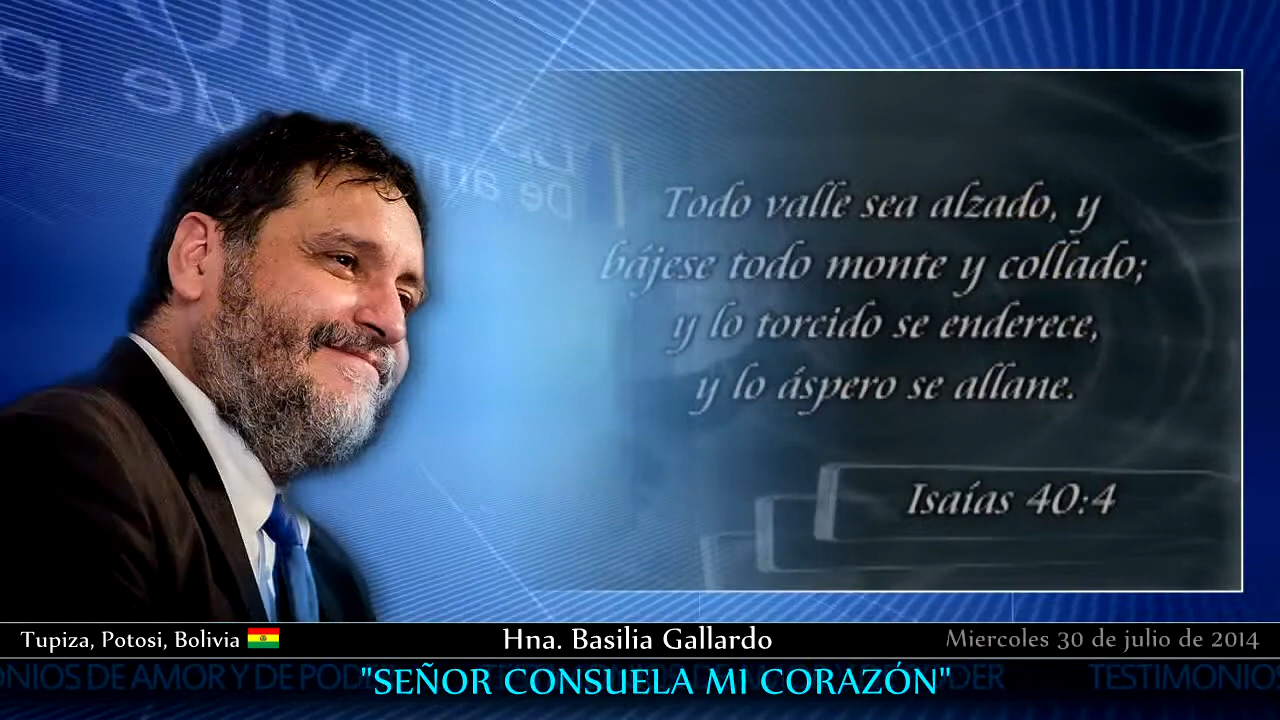 Todo valle sea alzado, y
bájese todo monte y collado;
y lo torcido se enderece,
y lo áspero se allane.
Isaías 40:4
Tupiza, Potosi, Bolivia
Hna. Basilia Gallardo
Miercoles 30 de julio de 2014
"SEÑOR CONSUELA MI CORAZÓN"